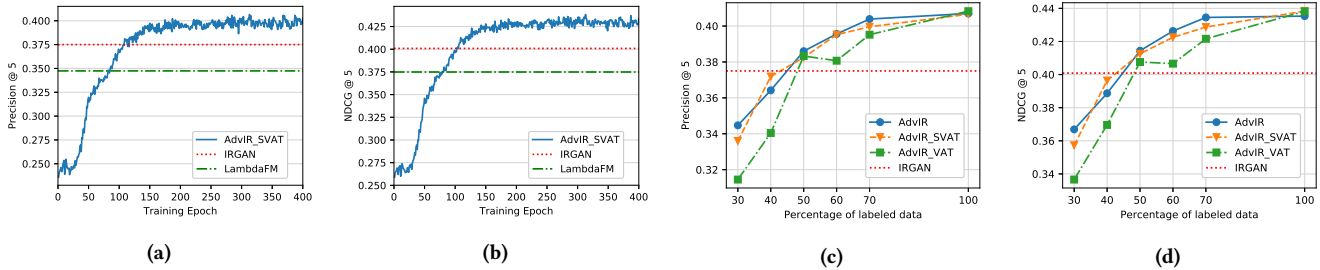 Precision @ 5
0.400
0.375
0.350
0.325
0.300
0.275
0.250
AdvIR_SVAT
IRGAN
LambdaFM
0 50 100 150 200 250 300 350 400
Training Epoch
(a)
NDCG @ 5
0.425
0.400
0.375
0.350
0.325
0.300
0.275
0.250
AdvIR_SVAT
IRGAN
LambdaFM
0 50 100 150 200 250 300 350 400
Training Epoch
(b)
Precision @ 5
0.40
0.38
0.36
0.34
0.32
AdvIR
AdvIR_SVAT
AdvIR_VAT
IRGAN
30 40 50 60 70 100
Percentage of labeled data
(c)
NDCG @ 5
0.44
0.42
0.40
0.38
0.36
0.34
AdvIR
AdvIR_SVAT
AdvIR_VAT
IRGAN
30 40 50 60 70 100
Percentage of labeled data
(d)